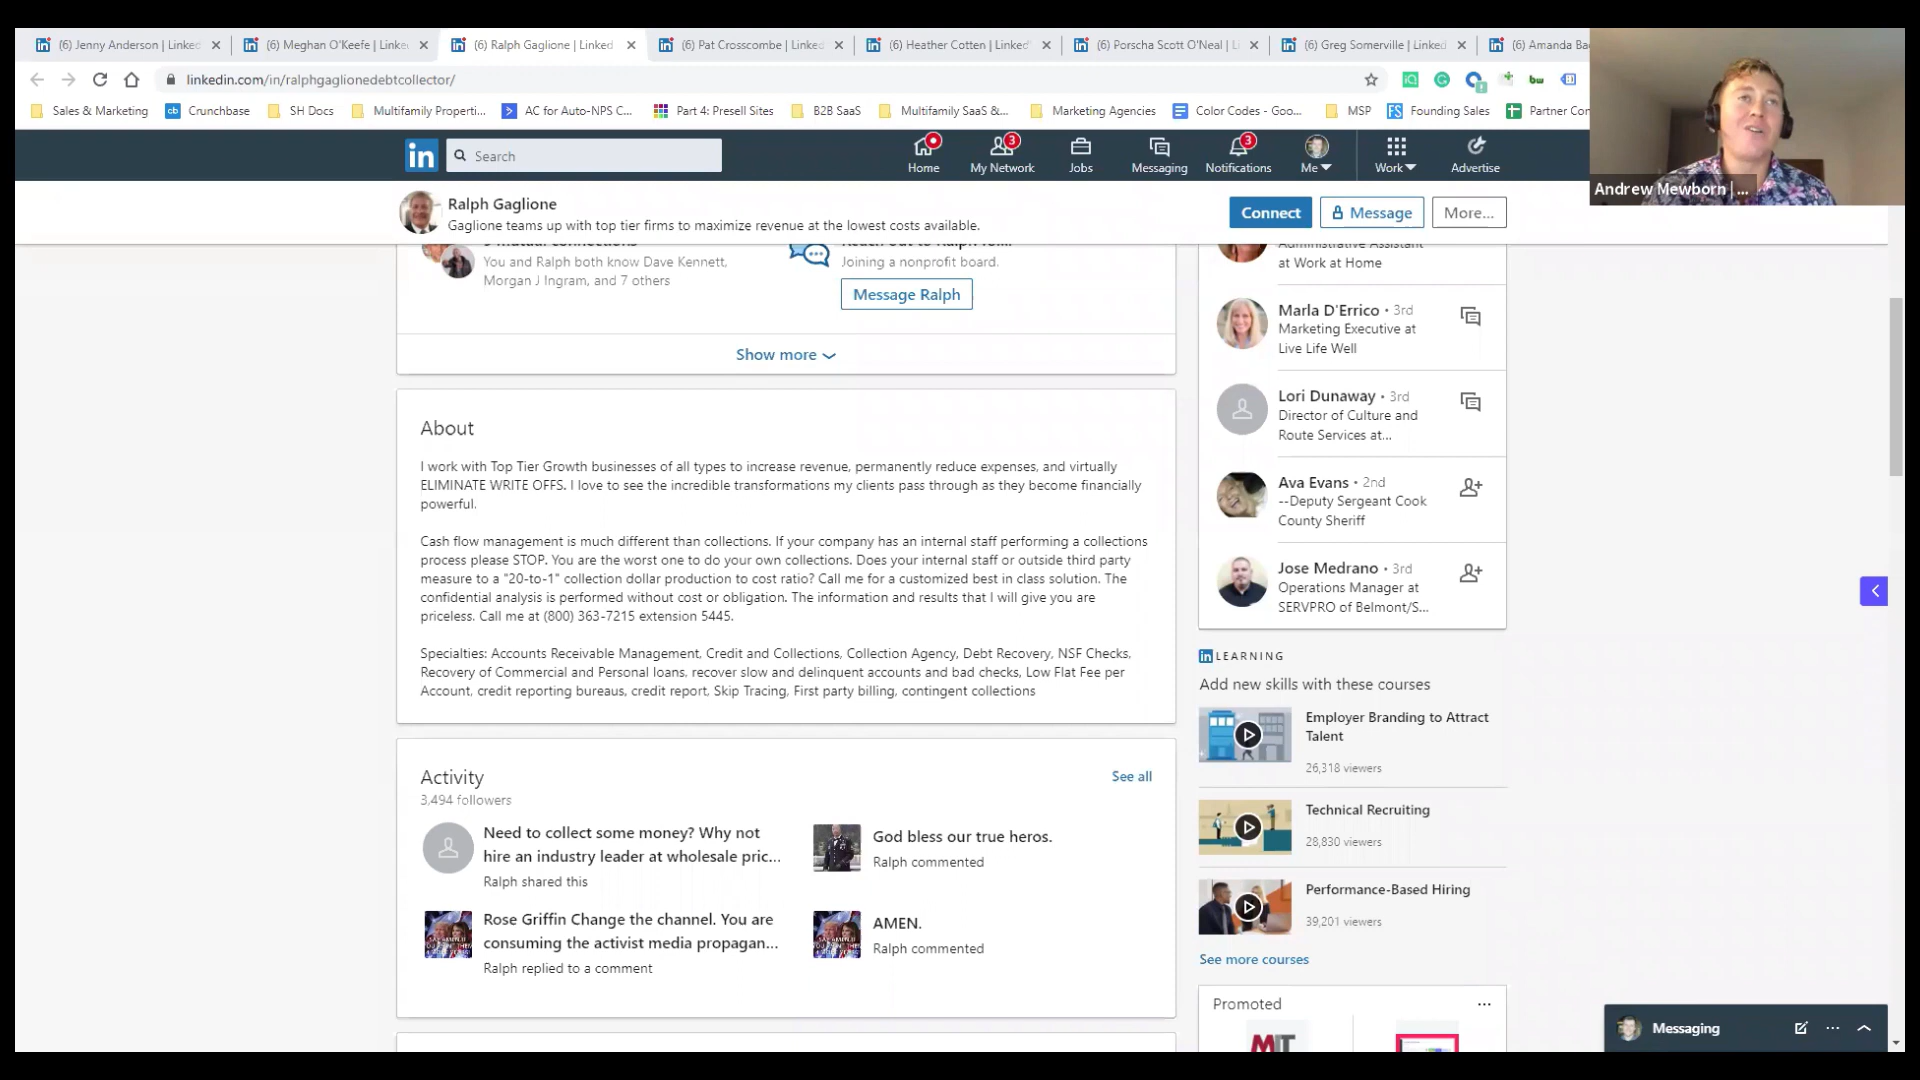 (6) Jenny Anderson | Linked
(6) Meghan O'Keefe | Linke
(6) Ralph Gaglione | Linked
(6) Pat Crosscombe | Linked
(6) Heather Cotten | Linked
(6) Porscha Scott O'Neal | Li
(6) Greg Somerville | Linked
(6) Amanda Ba
linkedin.com/in/ralphgaglionedebtcollector/
Sales & Marketing
Crunchbase
SH Docs
Multifamily Properti...
AC for Auto-NPS C...
Part 4: Presell Sites
B2B SaaS
Multifamily SaaS &...
Marketing Agencies
Color Codes - Goo...
MSP
Founding Sales
Partner Con
Andrew Mewborn | ...
in
Search
Home
3
My Network
Jobs
Messaging
3
Notifications
Me
Work
Advertise
Ralph Gaglione
Gaglione teams up with top tier firms to maximize revenue at the lowest costs available.
Connect
Message
More...
You and Ralph both know Dave Kennett,
Morgan J Ingram, and 7 others
Joining a nonprofit board.
Message Ralph
Show more
About
I work with Top Tier Growth businesses of all types to increase revenue, permanently reduce expenses, and virtually
ELIMINATE WRITE OFFS. I love to see the incredible transformations my clients pass through as they become financially
powerful.
Cash flow management is much different than collections. If your company has an internal staff performing a collections
process please STOP. You are the worst one to do your own collections. Does your internal staff or outside third party
measure to a "20-to-1" collection dollar production to cost ratio? Call me for a customized best in class solution. The
confidential analysis is performed without cost or obligation. The information and results that I will give you are
priceless. Call me at (800) 363-7215 extension 5445.
Specialties: Accounts Receivable Management, Credit and Collections, Collection Agency, Debt Recovery, NSF Checks,
Recovery of Commercial and Personal loans, recover slow and delinquent accounts and bad checks, Low Flat Fee per
Account, credit reporting bureaus, credit report, Skip Tracing, First party billing, contingent collections
Activity
See all
3,494 followers
Need to collect some money? Why not
hire an industry leader at wholesale pric...
Ralph shared this
God bless our true heros.
Ralph commented
Rose Griffin Change the channel. You are
consuming the activist media propagan...
Ralph replied to a comment
AMEN.
Ralph commented
Administrative Assistant
at Work at Home
Marla D'Errico • 3rd
Marketing Executive at
Live Life Well
Lori Dunaway • 3rd
Director of Culture and
Route Services at...
Ava Evans • 2nd
--Deputy Sergeant Cook
County Sheriff
Jose Medrano • 3rd
Operations Manager at
SERVPRO of Belmont/S...
in LEARNING
Add new skills with these courses
Employer Branding to Attract
Talent
26,318 viewers
Technical Recruiting
28,830 viewers
Performance-Based Hiring
39,201 viewers
See more courses
Promoted
MIT
Messaging